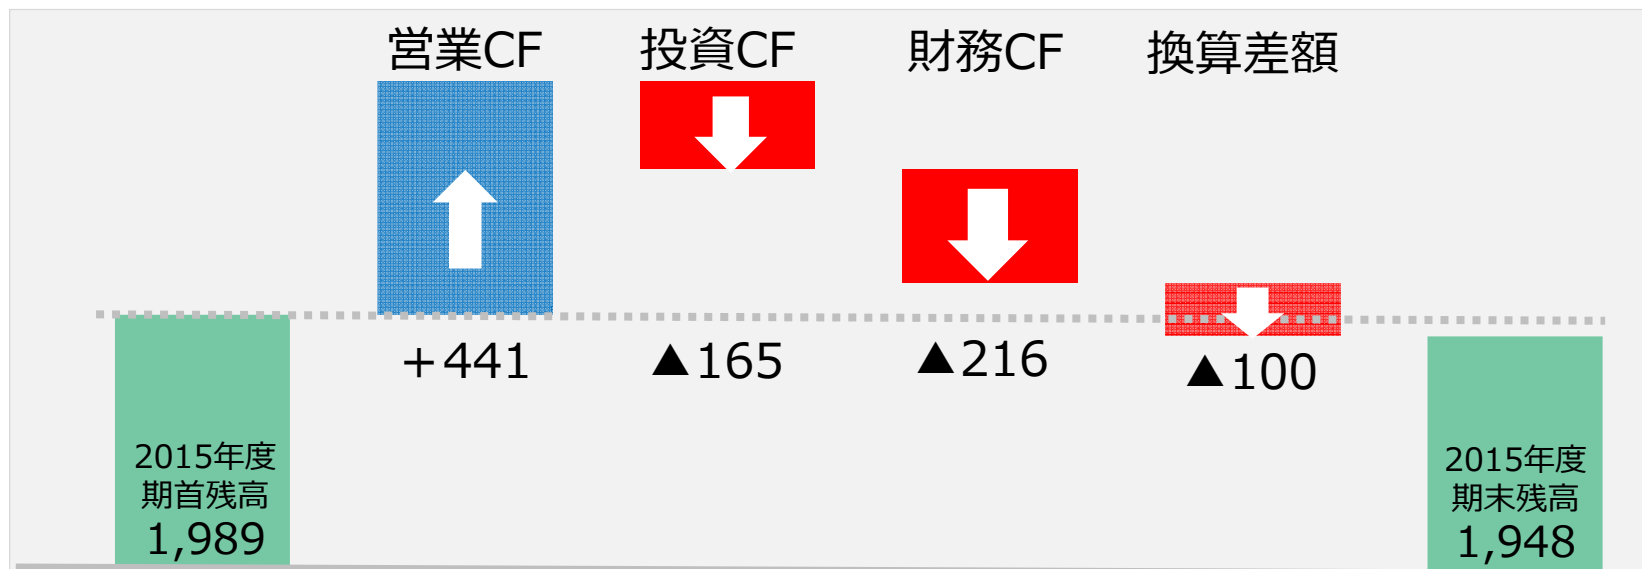 営業CF
投資CF
財務CF
換算差額
+441
▲165
▲216
▲100
2015年度
期首残高
1,989
2015年度
期末残高
1,948